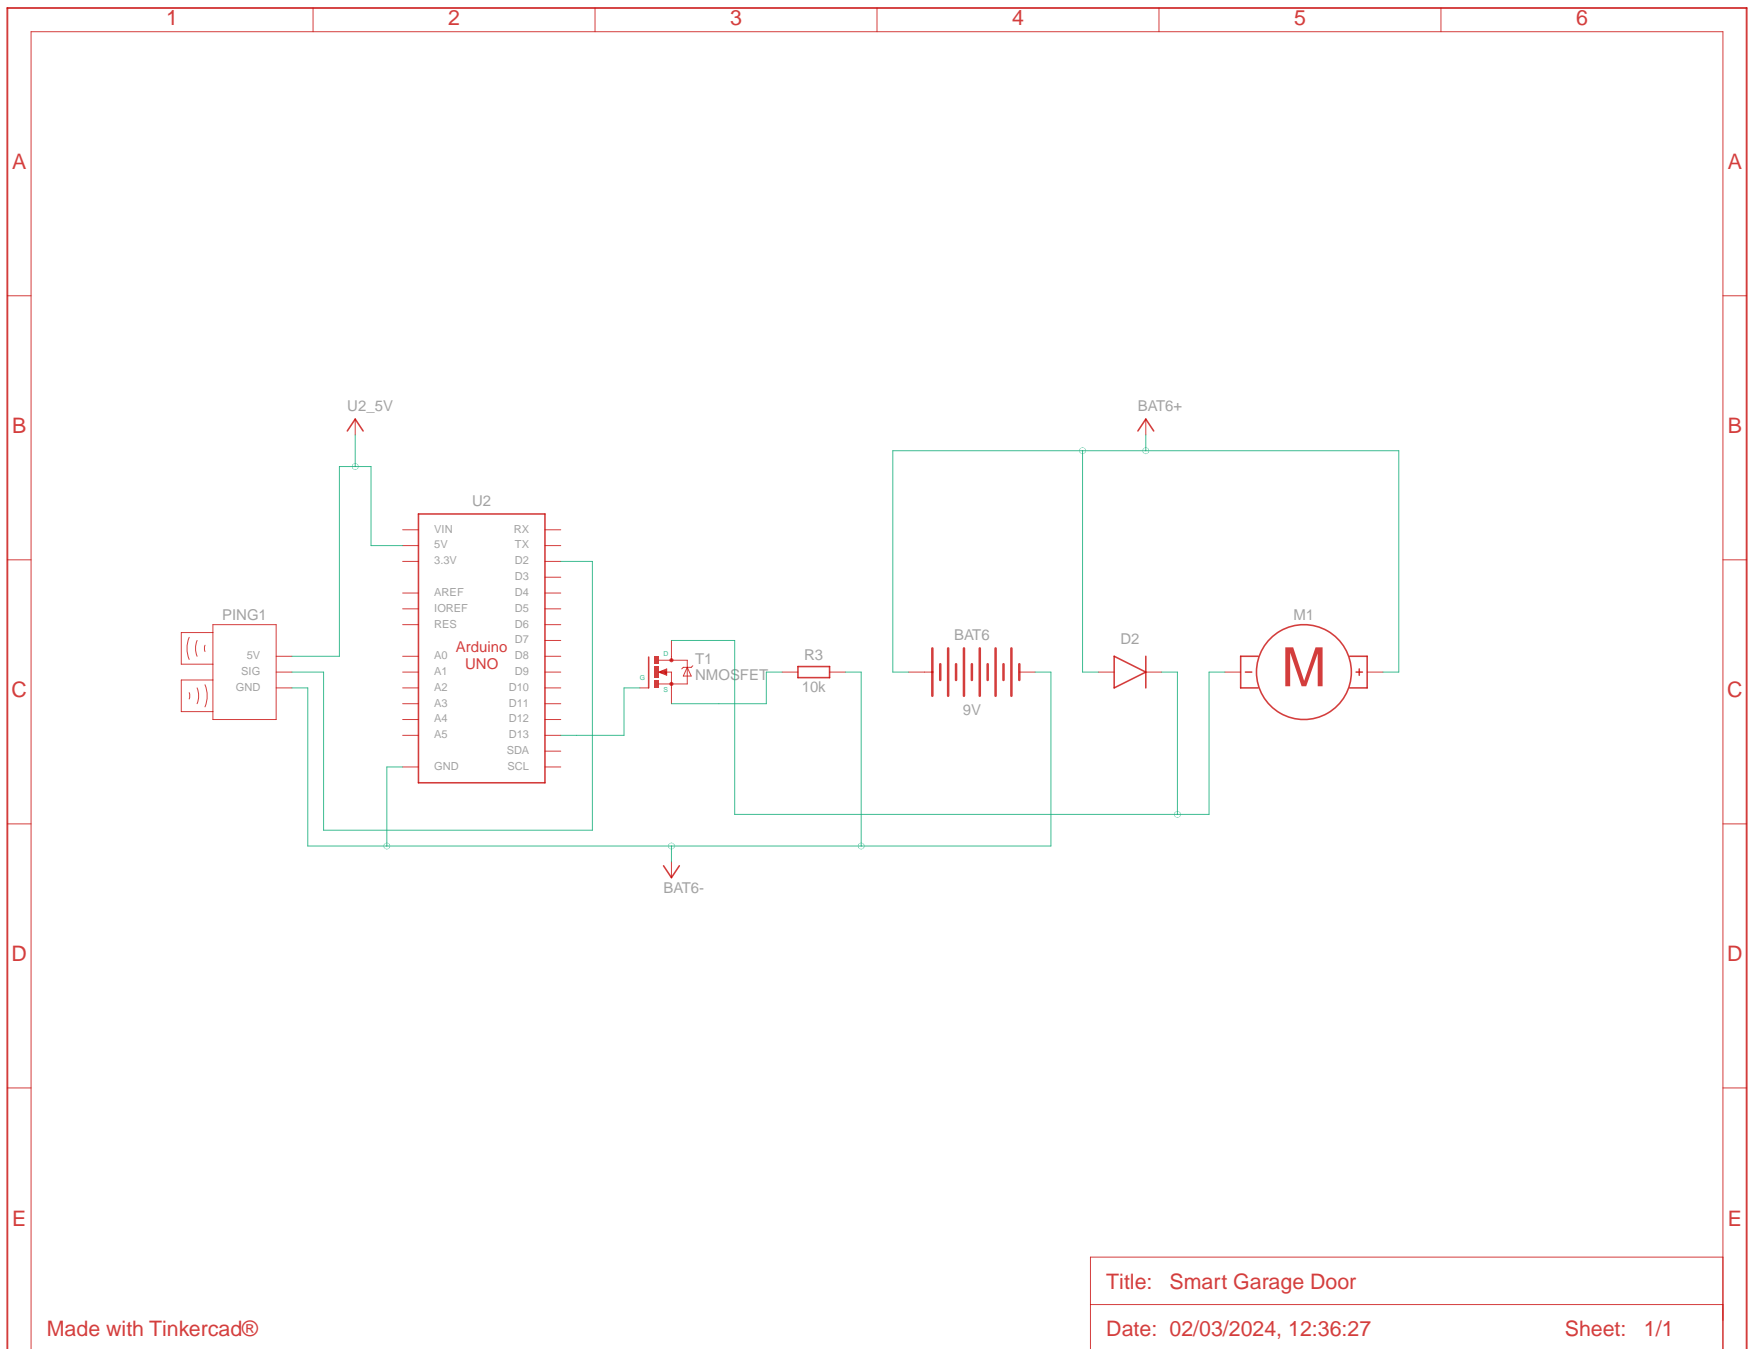 1 2 3 4 5 6
A A
B B
C C
D D
E E
U2_5V
BAT6+
U2
VIN RX
5V TX
3.3V D2
D3
AREF D4
IOREF D5
RES D6
D7
A0 D8
A1 D9
A2 D10
A3 D11
A4 D12
A5 D13
SDA
GND SCL
Arduino
UNO
PING1
5V
SIG
GND
D
G
S
T1
NMOSFET
R3
10k
BAT6
9V
D2
M1
- M +
BAT6-
Title: Smart Garage Door
Made with Tinkercad®
Date: 02/03/2024, 12:36:27 Sheet: 1/1